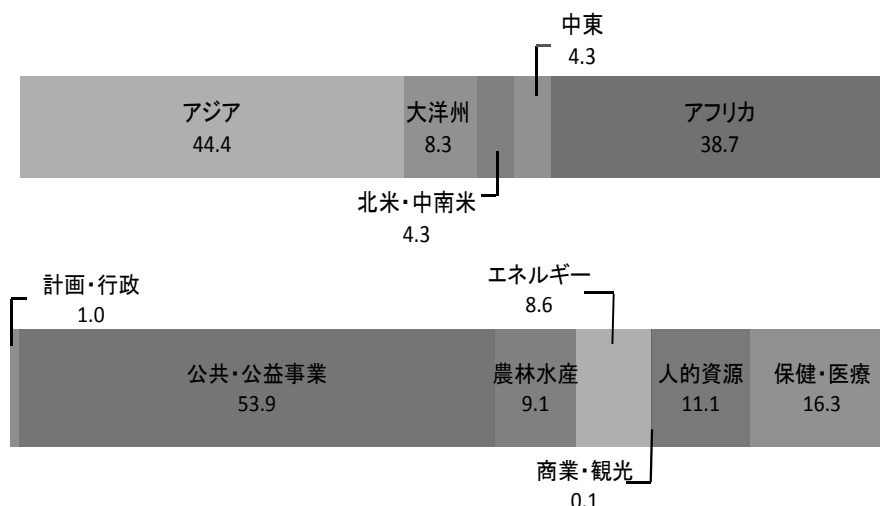 中東
4.3
アジア
44.4
大洋州
8.3
アフリカ
38.7
北米・中南米
4.3
計画・行政
1.0
エネルギー
8.6
公共・公益事業
53.9
農林水産
9.1
人的資源
11.1
保健・医療
16.3
商業・観光
0.1